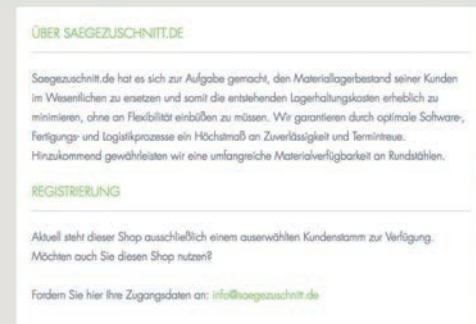 ÜBER SAEGEZUSCHNITT.DE
Saegezuschnitt.de hat es sich zur Aufgabe gemacht, den Materiallagerbestand seiner Kunden
im Wesentlichen zu ersetzen und somit die entstehenden Lagerhaltungskosten erheblich zu
minimieren, ohne an Flexibilität einbüßen zu müssen. Wir garantieren durch optimale Software-,
Fertigungs- und Logistikprozesse ein Höchstmaß an Zuverlässigkeit und Termintreue.
Hinzukommend gewährleisten wir eine umfangreiche Materialverfügbarkeit an Rundstählen.
REGISTRIERUNG
Aktuell steht dieser Shop ausschließlich einem auserwählten Kundenstamm zur Verfügung.
Möchten auch Sie diesen Shop nutzen?
Fordern Sie hier Ihre Zugangsdaten an: info@saegezuschnitt.de